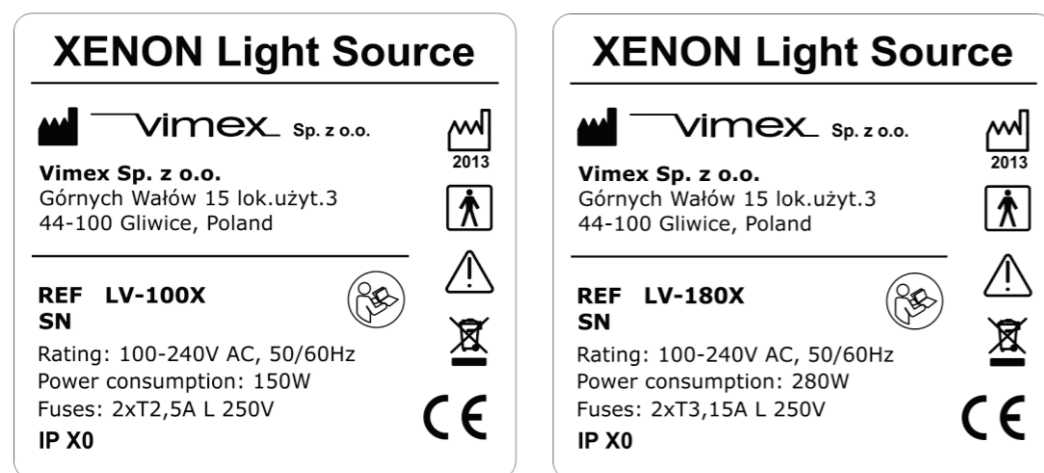 XENON Light Source
vimex Sp. z o.o.
2013
Vimex Sp. z o.o.
Górnych Wałów 15 lok.użyt.3
44-100 Gliwice, Poland
REF LV-100X
SN
Rating: 100-240V AC, 50/60Hz
Power consumption: 150W
Fuses: 2xT2,5A L 250V
IP X0
CE
XENON Light Source
vimex Sp. z o.o.
2013
Vimex Sp. z o.o.
Górnych Wałów 15 lok.użyt.3
44-100 Gliwice, Poland
REF LV-180X
SN
Rating: 100-240V AC, 50/60Hz
Power consumption: 280W
Fuses: 2xT3,15A L 250V
IP X0
CE